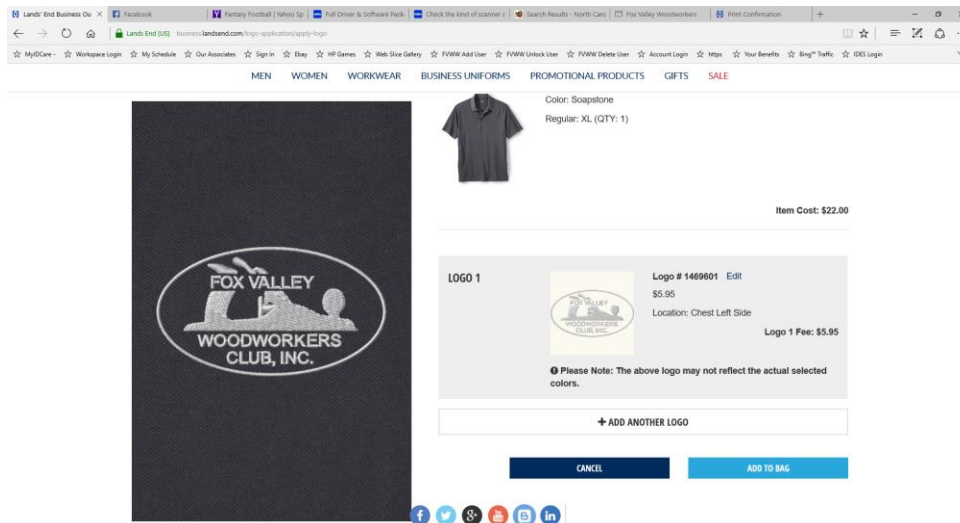 Lands' End Business Ou
Facebook
Fantasy Football | Yahoo Sp
Full Driver & Software Pack
Check the kind of scanner
Search Results - North Caro
Fox Valley Woodworkers
Print Confirmation
Lands End [US] business.landsend.com/logo-application/apply-logo
MyIDCare -
Workspace Login
My Schedule
Our Associates
Sign In
Ebay
HP Games
Web Slice Gallery
FVWW Add User
FVWW Unlock User
FVWW Delete User
Account Login
https
Your Benefits
Bing™ Traffic
IDES Login
MEN WOMEN WORKWEAR BUSINESS UNIFORMS PROMOTIONAL PRODUCTS GIFTS SALE
Color: Soapstone
Regular: XL (QTY: 1)
Item Cost: $22.00
FOX VALLEY
WOODWORKERS
CLUB, INC.
LOGO 1
FOX VALLEY
WOODWORKERS
CLUB, INC.
Logo # 1469601 Edit
$5.95
Location: Chest Left Side
Logo 1 Fee: $5.95
Please Note: The above logo may not reflect the actual selected
colors.
+ ADD ANOTHER LOGO
CANCEL
ADD TO BAG